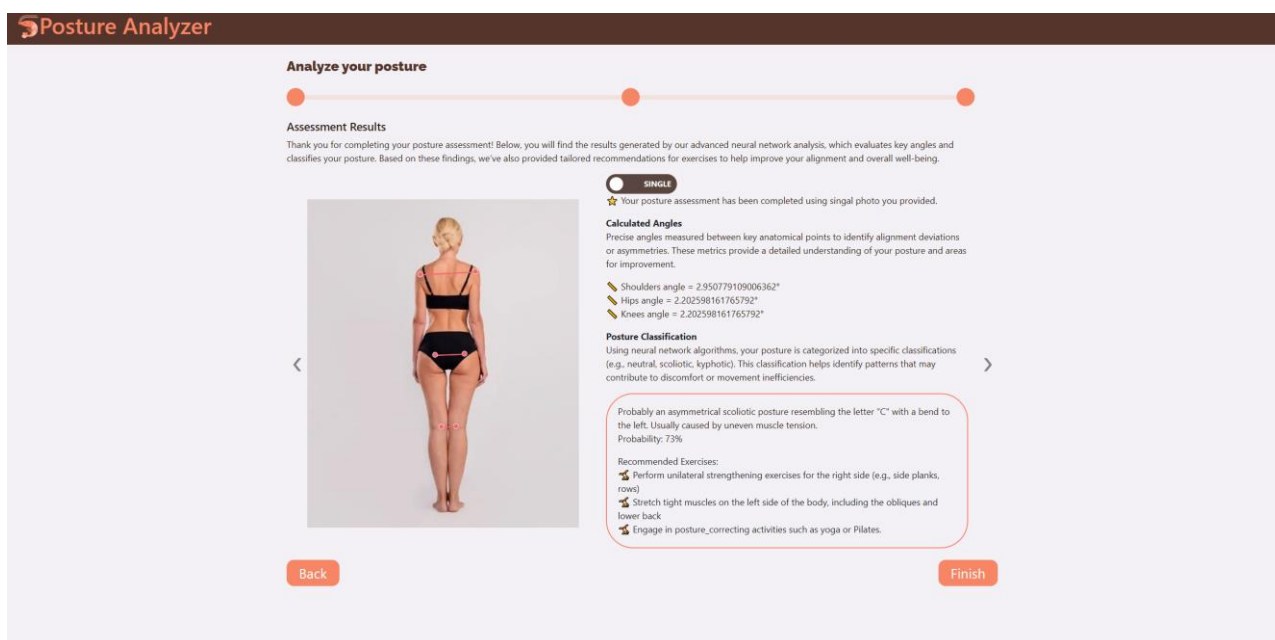 Posture Analyzer
Analyze your posture
Assessment Results
Thank you for completing your posture assessment! Below, you will find the results generated by our advanced neural network analysis, which evaluates key angles and
classifies your posture. Based on these findings, we've also provided tailored recommendations for exercises to help improve your alignment and overall well-being.
SINGLE
Your posture assessment has been completed using singal photo you provided.
Calculated Angles
Precise angles measured between key anatomical points to identify alignment deviations
or asymmetries. These metrics provide a detailed understanding of your posture and areas
for improvement.
Shoulders angle = 2.950779109006362°
Hips angle = 2.202598161765792°
Knees angle = 2.202598161765792°
Posture Classification
Using neural network algorithms, your posture is categorized into specific classifications
(e.g., neutral, scoliotic, kyphotic). This classification helps identify patterns that may
contribute to discomfort or movement inefficiencies.
Probably an asymmetrical scoliotic posture resembling the letter "C" with a bend to
the left. Usually caused by uneven muscle tension.
Probability: 73%
Recommended Exercises:
Perform unilateral strengthening exercises for the right side (e.g., side planks,
rows)
Stretch tight muscles on the left side of the body, including the obliques and
lower back
Engage in posture_correcting activities such as yoga or Pilates.
Back
Finish